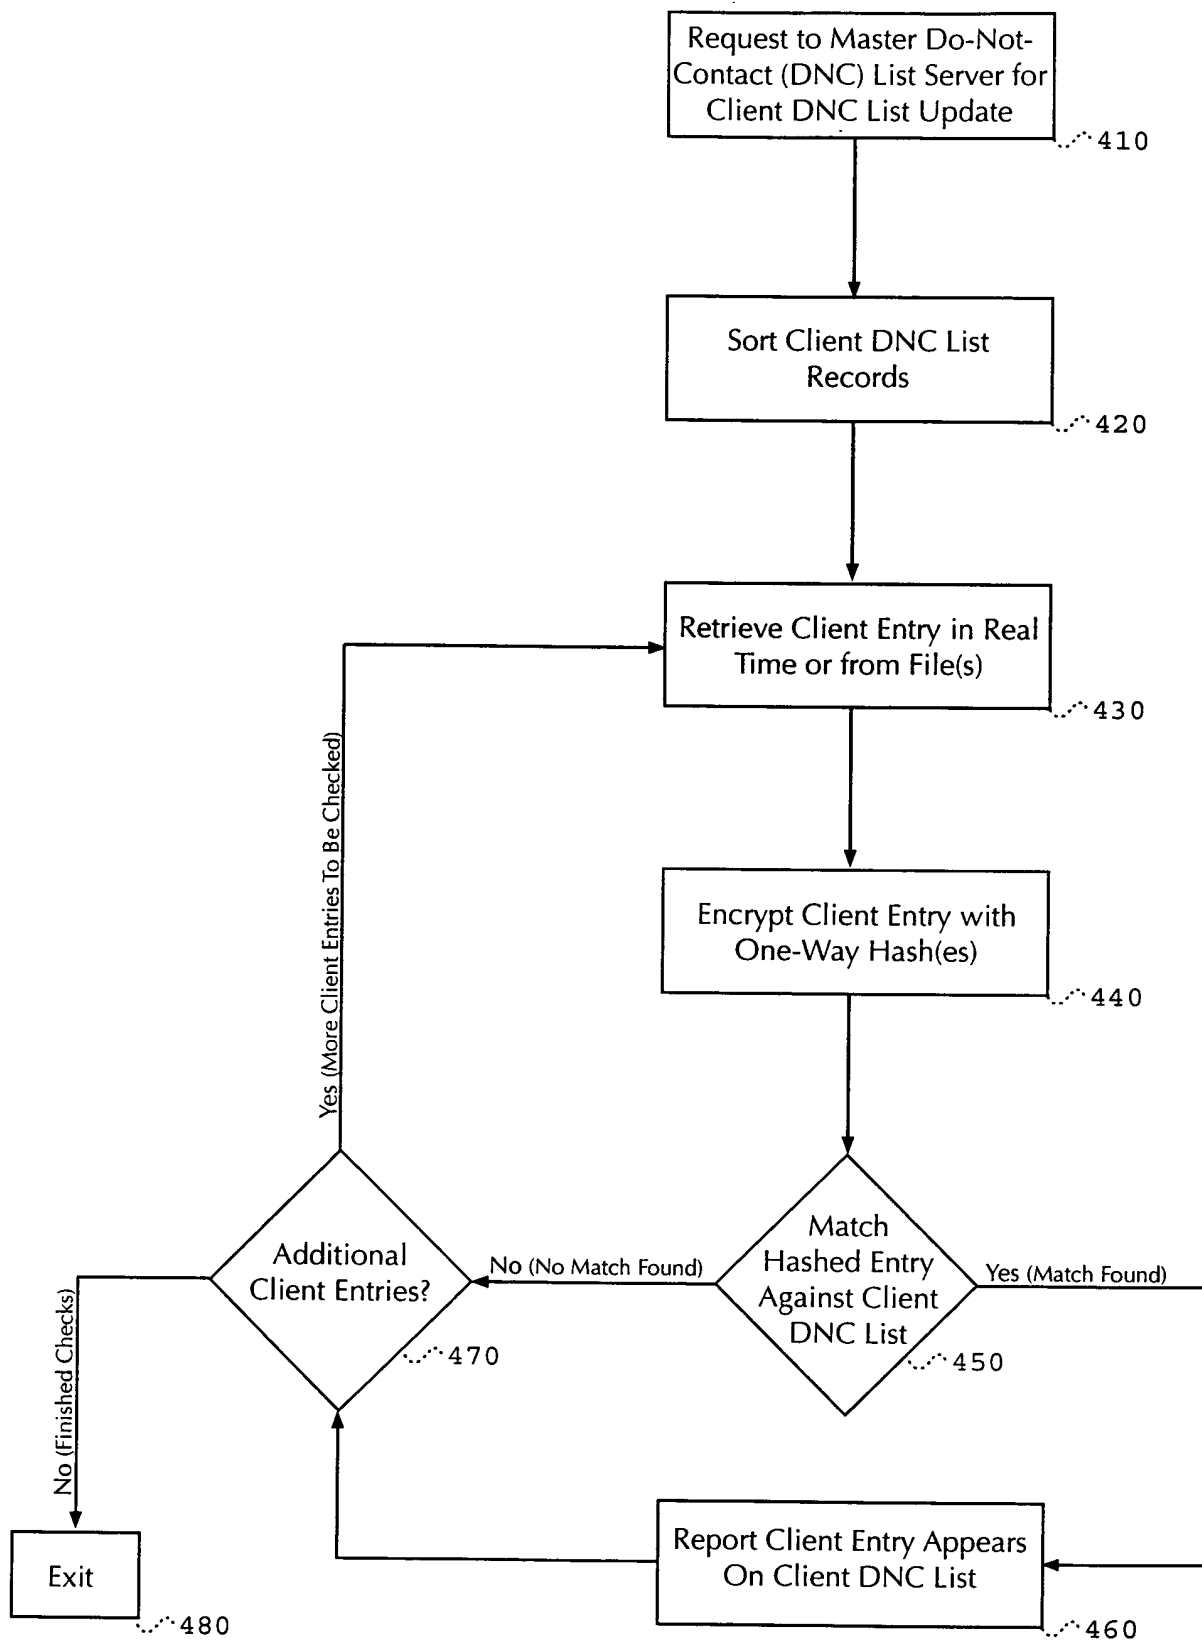 Request to Master Do-Not-
Contact (DNC) List Server for
Client DNC List Update
410
Sort Client DNC List
Records
420
Retrieve Client Entry in Real
Time or from File(s)
430
Yes (More Client Entries To Be Checked)
Encrypt Client Entry with
One-Way Hash(es)
440
Match
Hashed Entry
Against Client
DNC List
450
Yes (Match Found)
No (No Match Found)
Additional
Client Entries?
470
No (Finished Checks)
Report Client Entry Appears
On Client DNC List
460
Exit
480